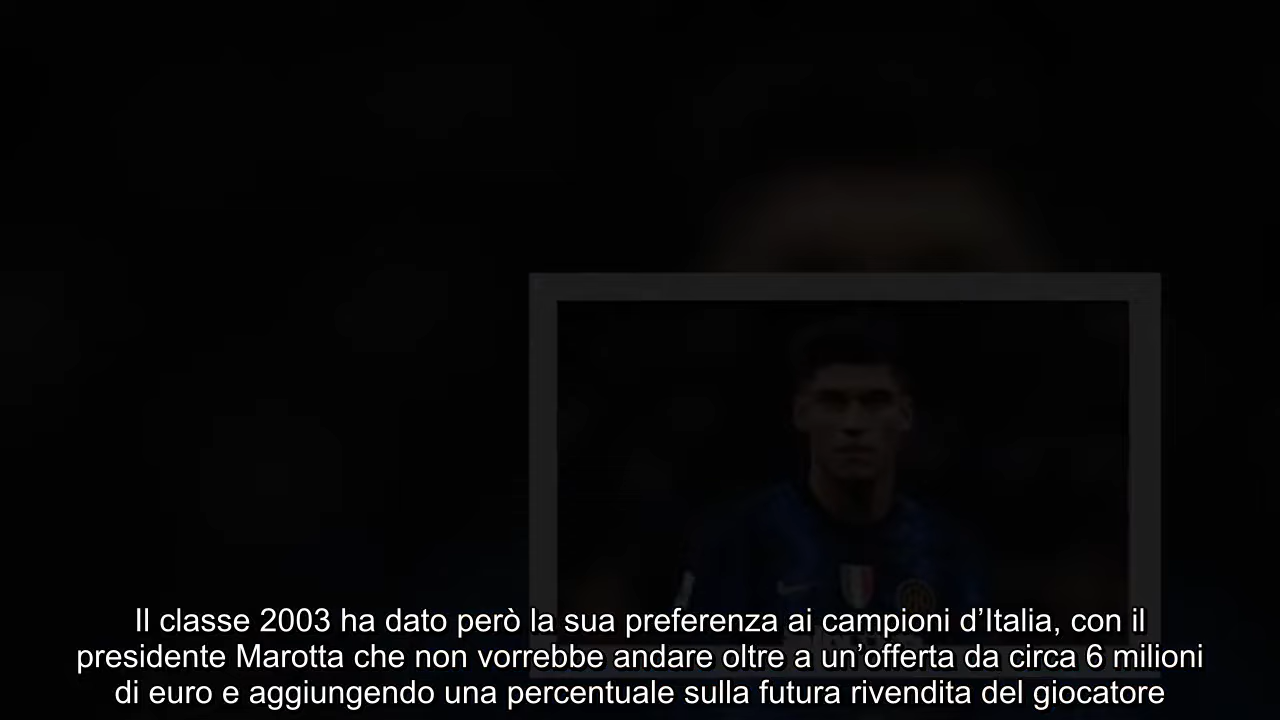 Il classe 2003 ha dato però la sua preferenza ai campioni d’Italia, con il
presidente Marotta che non vorrebbe andare oltre a un’offerta da circa 6 milioni
di euro e aggiungendo una percentuale sulla futura rivendita del giocatore